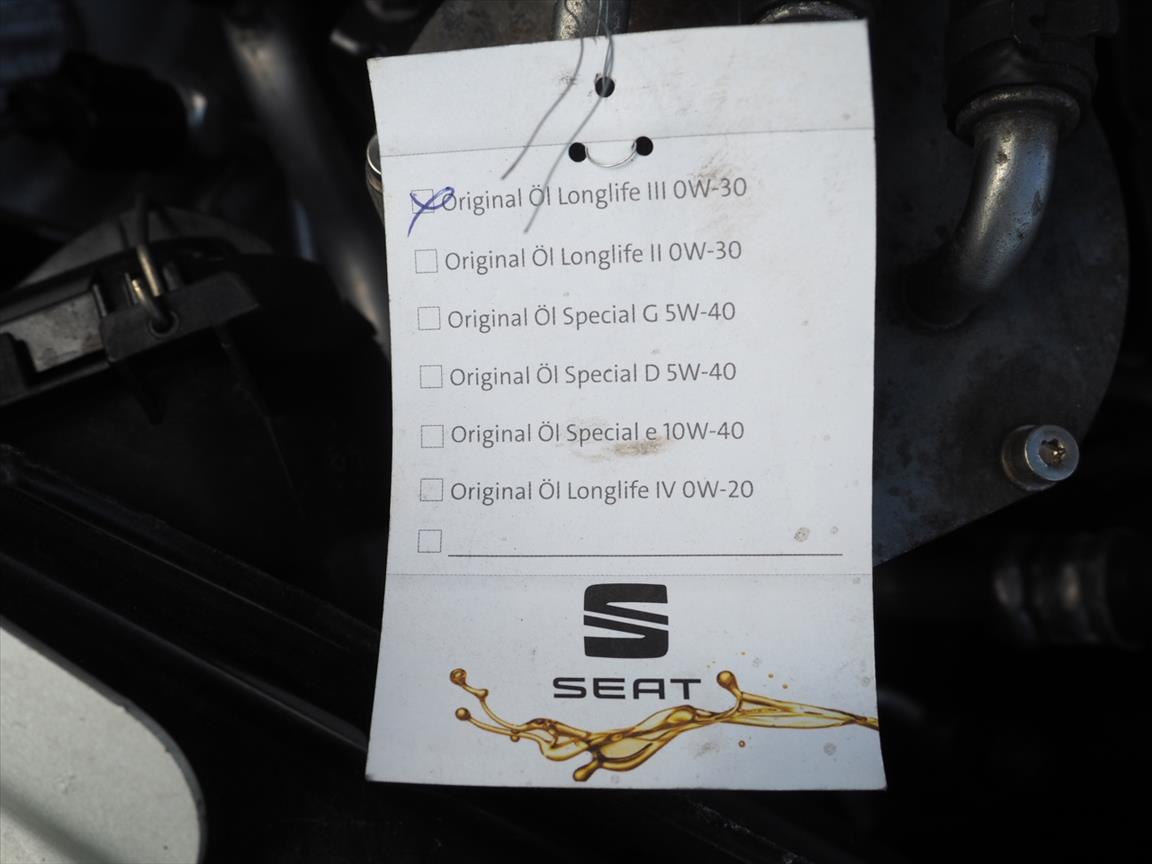 Original Öl Longlife III 0W-30
Original Öl Longlife II 0W-30
Original Öl Special G 5W-40
Original Öl Special D 5W-40
Original Öl Special e 10W-40
Original Öl Longlife IV 0W-20
SEAT